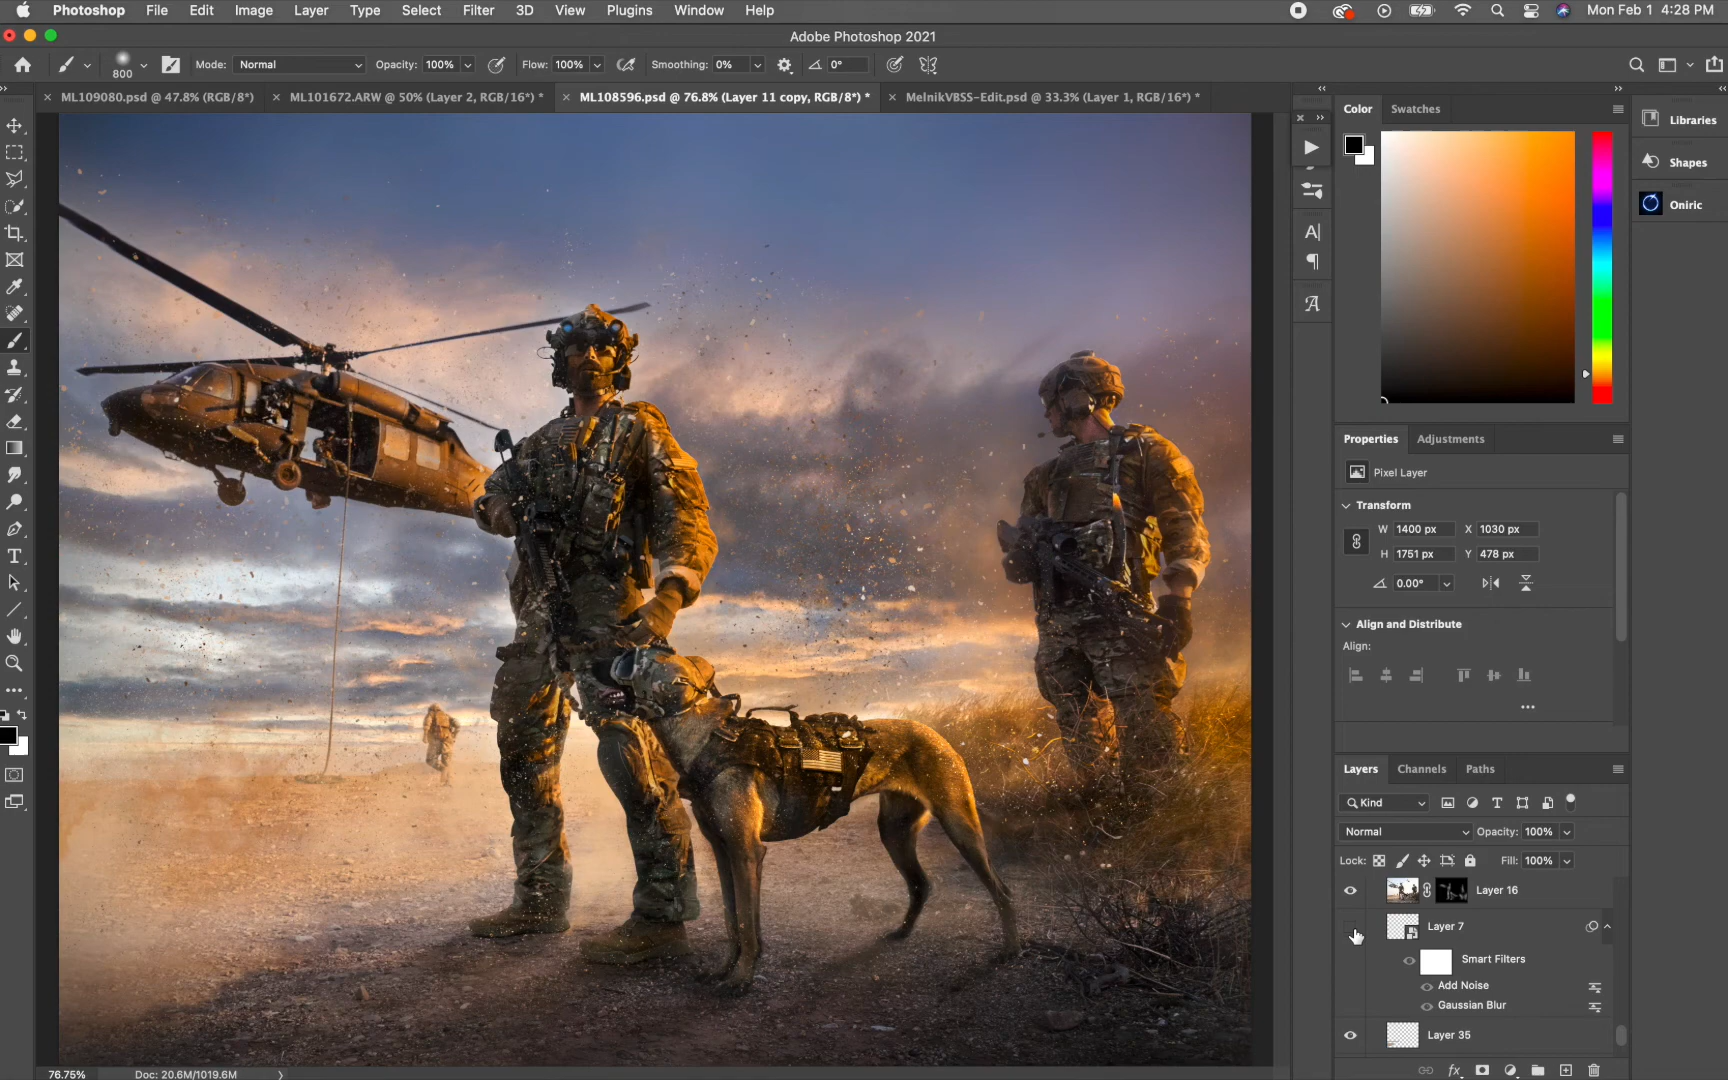 Photoshop File Edit Image Layer Type Select Filter 3D View Plugins Window Help Mon Feb 1 4:28 PM
Adobe Photoshop 2021
800 Mode: Normal Opacity: 100% Flow: 100% Smoothing: 0% 0°
ML109080.psd @ 47.8% (RGB/8*) ML101672.ARW @ 50% (Layer 2, RGB/16*) * ML108596.psd @ 76.8% (Layer 11 copy, RGB/8*) * MelnikVBSS-Edit.psd @ 33.3% (Layer 1, RGB/16*) *
Color Swatches
Libraries
Shapes
Oniric
Properties Adjustments
Pixel Layer
Transform
W 1400 px X 1030 px
H 1751 px Y 478 px
0.00°
Align and Distribute
Align:
Layers Channels Paths
Kind
Normal Opacity: 100%
Lock: Fill: 100%
Layer 16
Layer 7
Smart Filters
Add Noise
Gaussian Blur
Layer 35
fx
76.75% Doc: 20.6M/1019.6M